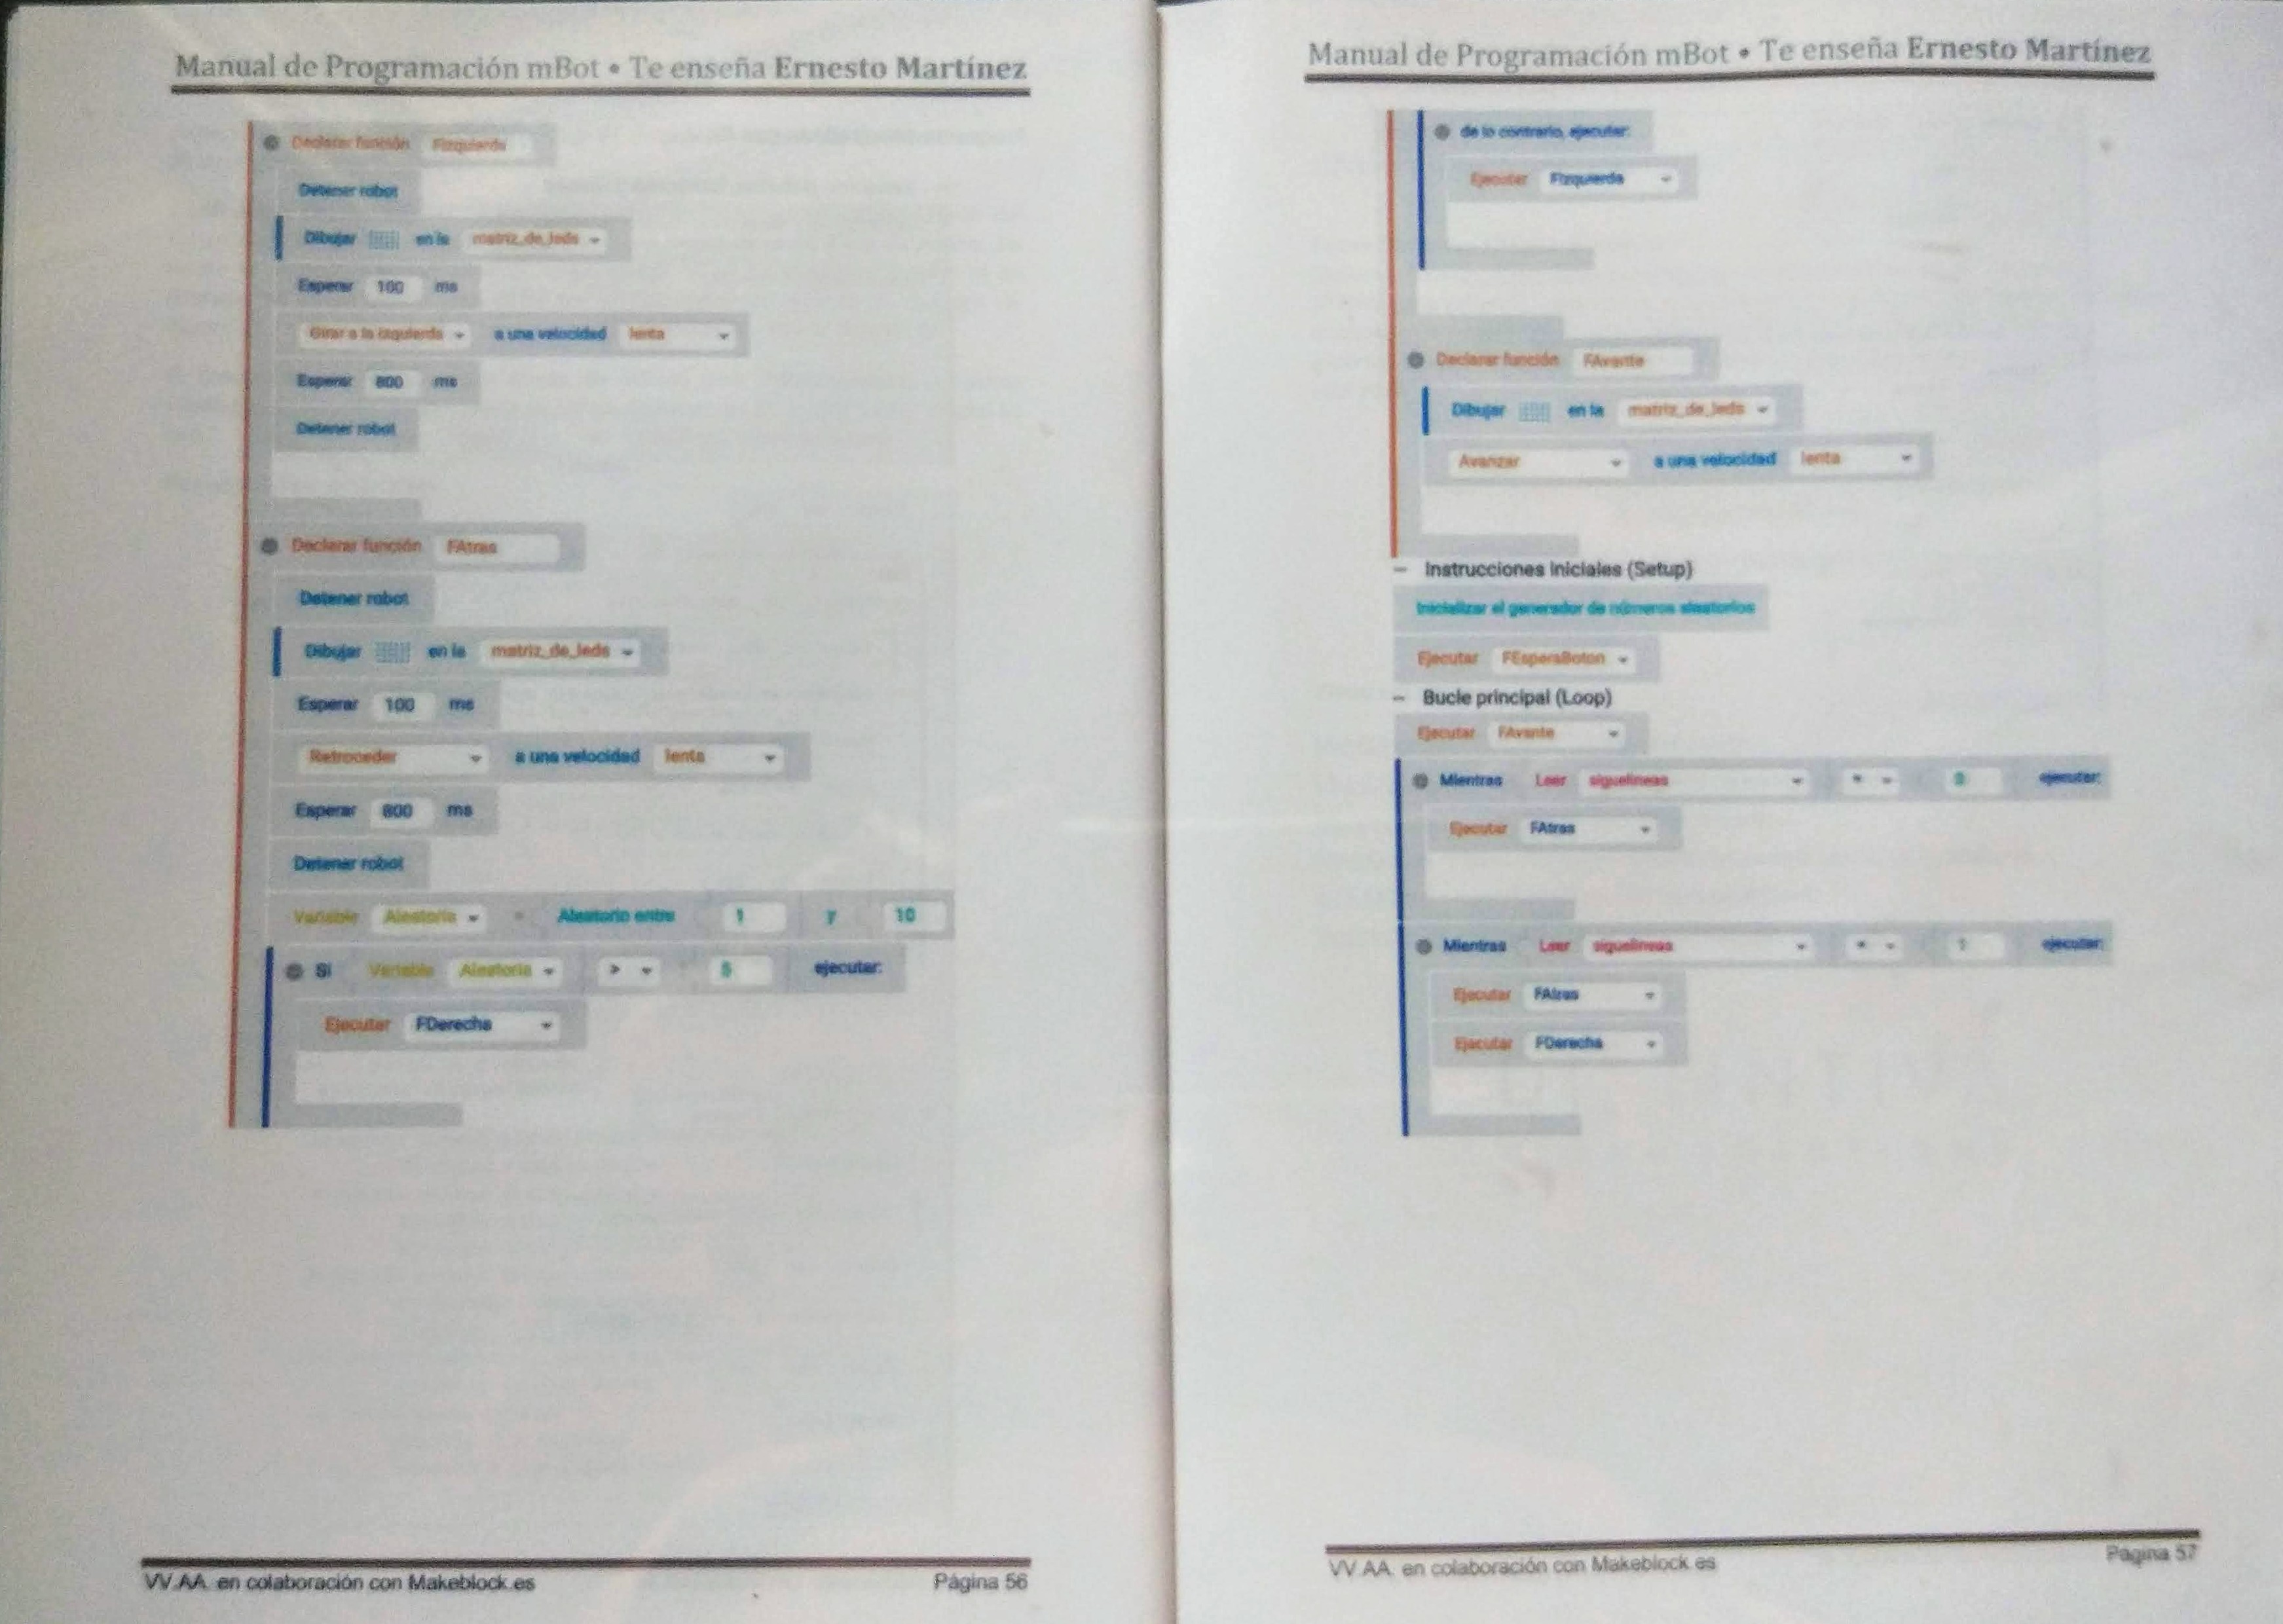 Manual de Programación mBot • Te enseña Ernesto Martínez
Declarar función FIzquierda
Detener robot
Dibujar en la matriz_de_leds
Esperar 100 ms
Girar a la izquierda a una velocidad lenta
Esperar 800 ms
Detener robot
Declarar función FAtras
Detener robot
Dibujar en la matriz_de_leds
Esperar 100 ms
Retroceder a una velocidad lenta
Esperar 800 ms
Detener robot
Variable Aleatoria = Aleatorio entre 1 y 10
Si Variable Aleatoria > 5 ejecutar:
Ejecutar FDerecha
VV.AA. en colaboración con Makeblock.es
Página 56
Manual de Programación mBot • Te enseña Ernesto Martínez
de lo contrario, ejecutar:
Ejecutar FIzquierda
Declarar función FAvante
Dibujar en la matriz_de_leds
Avanzar a una velocidad lenta
– Instrucciones Iniciales (Setup)
Inicializar el generador de números aleatorios
Ejecutar FEsperaBoton
– Bucle principal (Loop)
Ejecutar FAvante
Mientras Leer siguelineas ejecutar:
Ejecutar FAtras
Mientras Leer siguelineas 1 ejecutar:
Ejecutar FAtras
Ejecutar FDerecha
VV.AA. en colaboración con Makeblock.es
Página 57